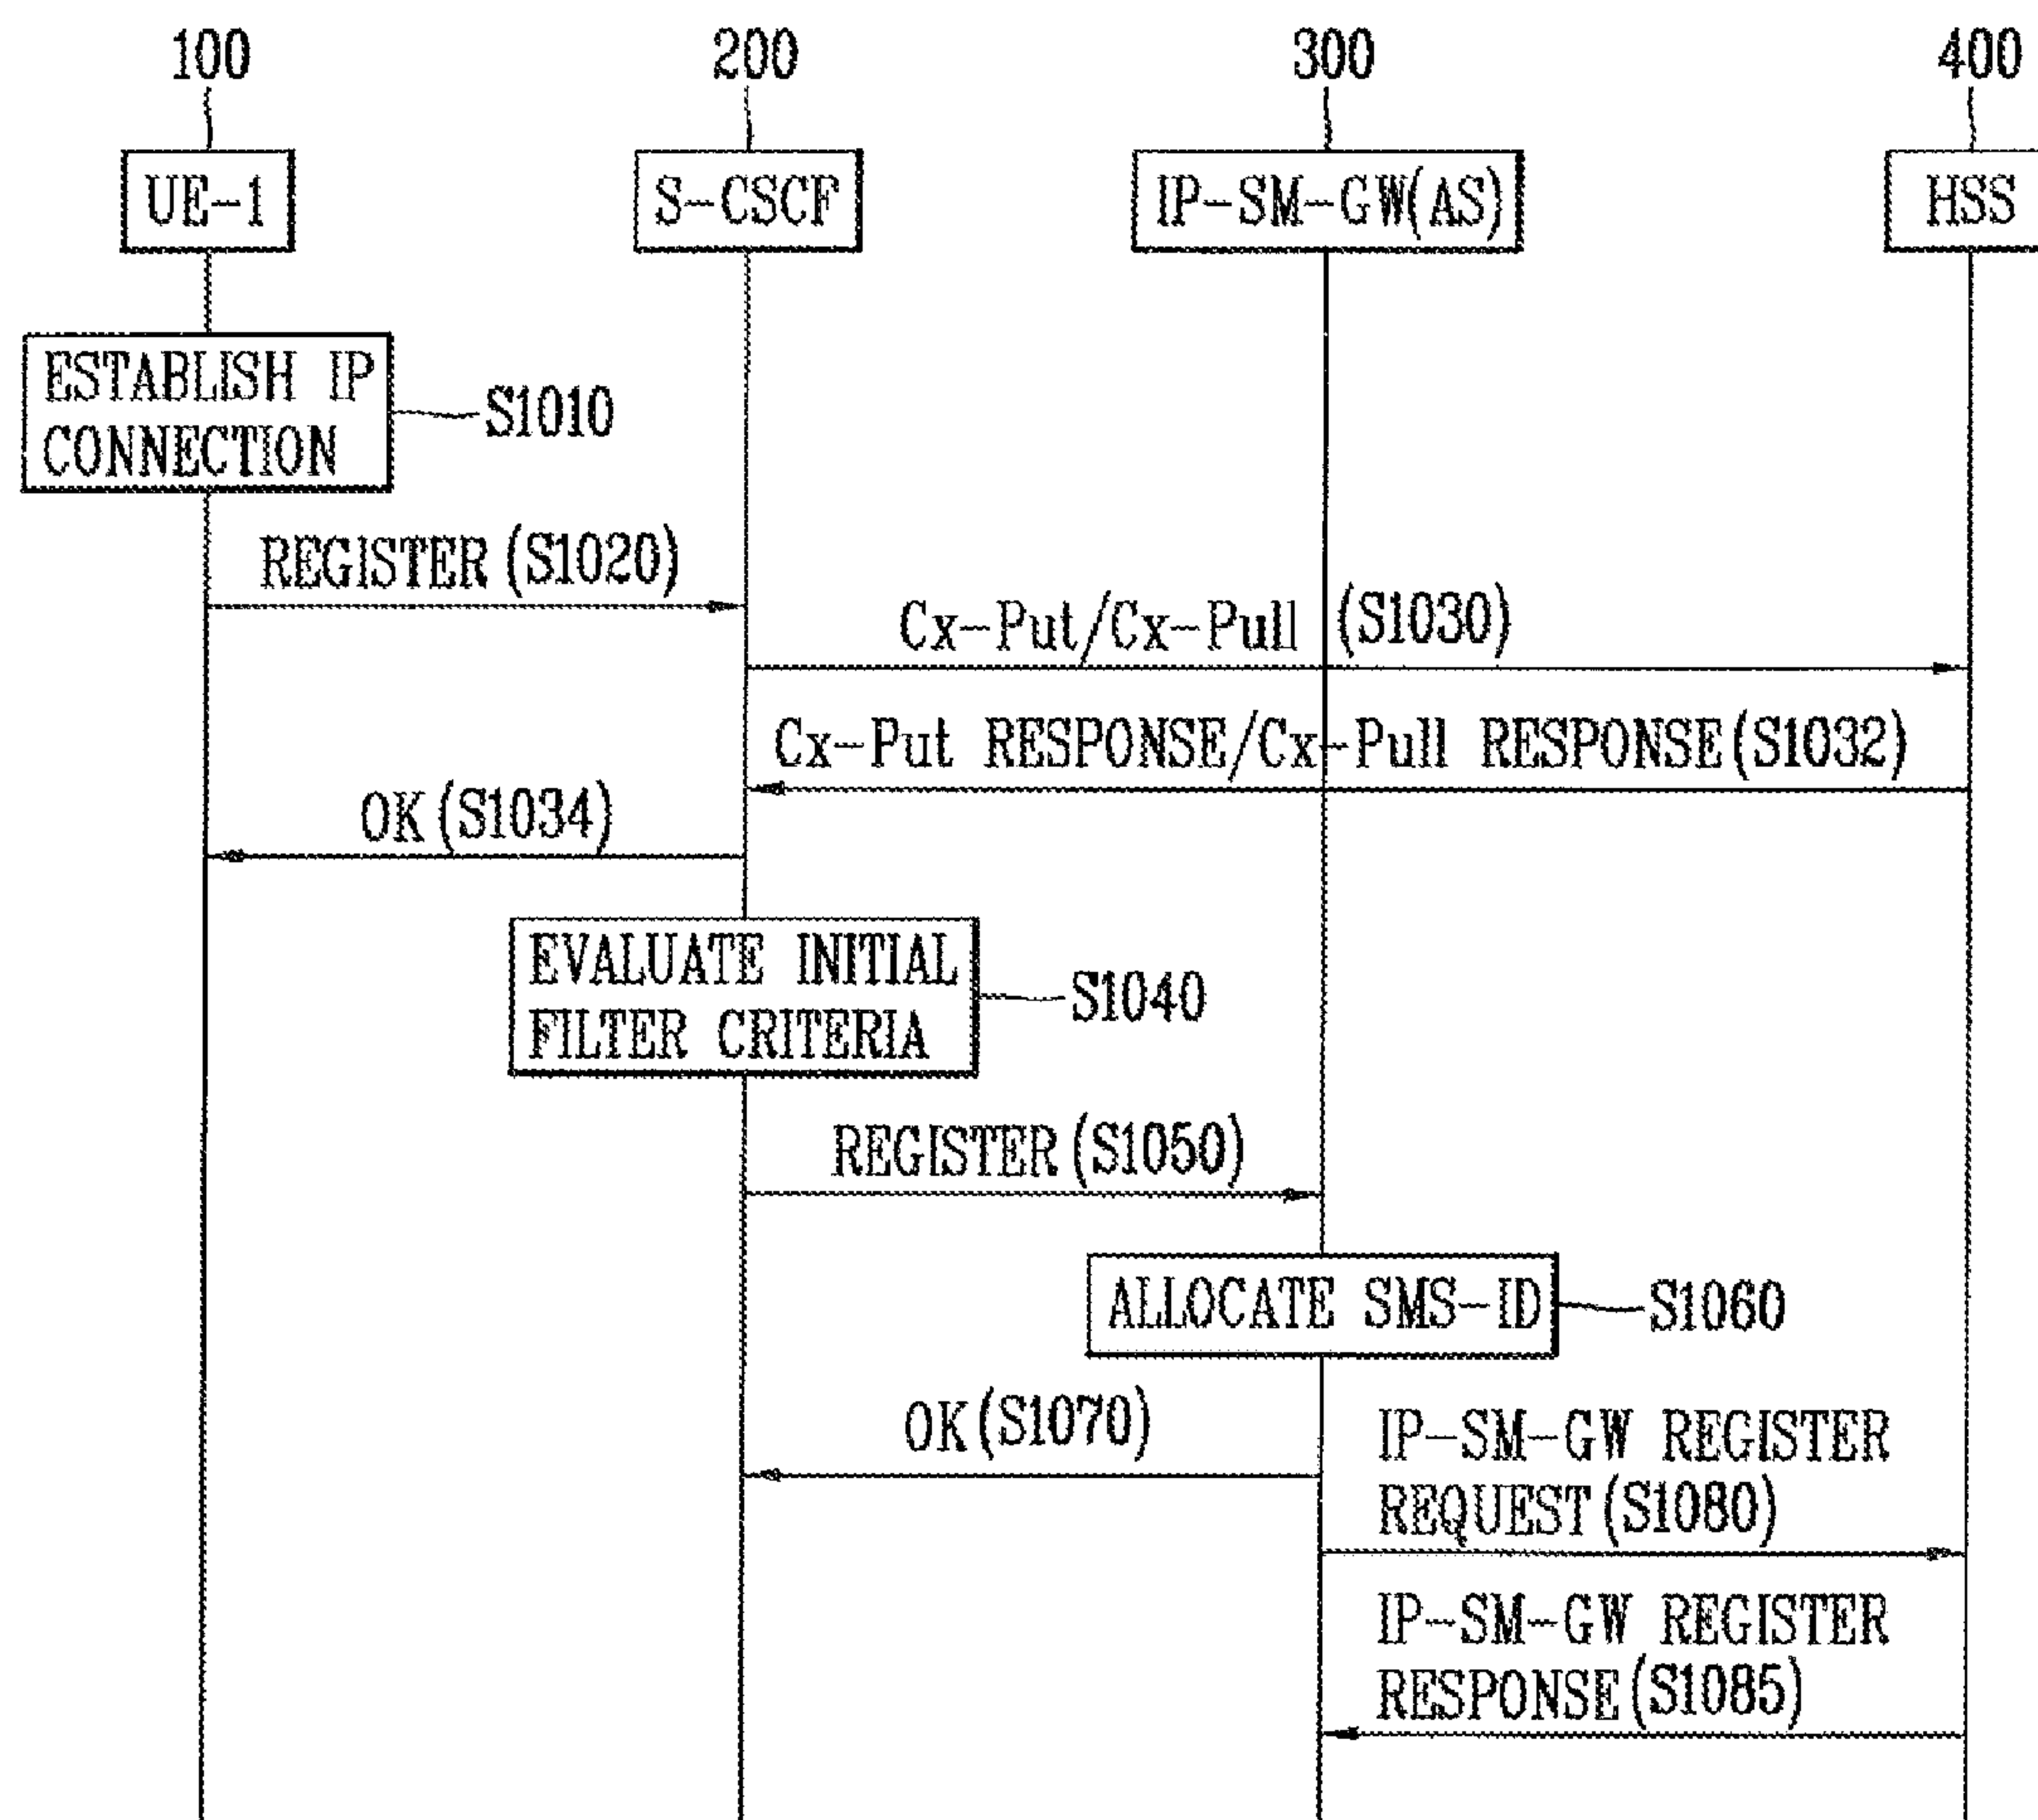 100
200
300
400
UE-1
S-CSCF
IP-SM-GW(AS)
HSS
ESTABLISH IP
CONNECTION
S1010
REGISTER (S1020)
Cx-Put/Cx-Pull (S1030)
Cx-Put RESPONSE/Cx-Pull RESPONSE(S1032)
OK (S1034)
EVALUATE INITIAL
FILTER CRITERIA
S1040
REGISTER (S1050)
ALLOCATE SMS-ID
S1060
OK (S1070)
IP-SM-GW REGISTER
REQUEST (S1080)
IP-SM-GW REGISTER
RESPONSE (S1085)